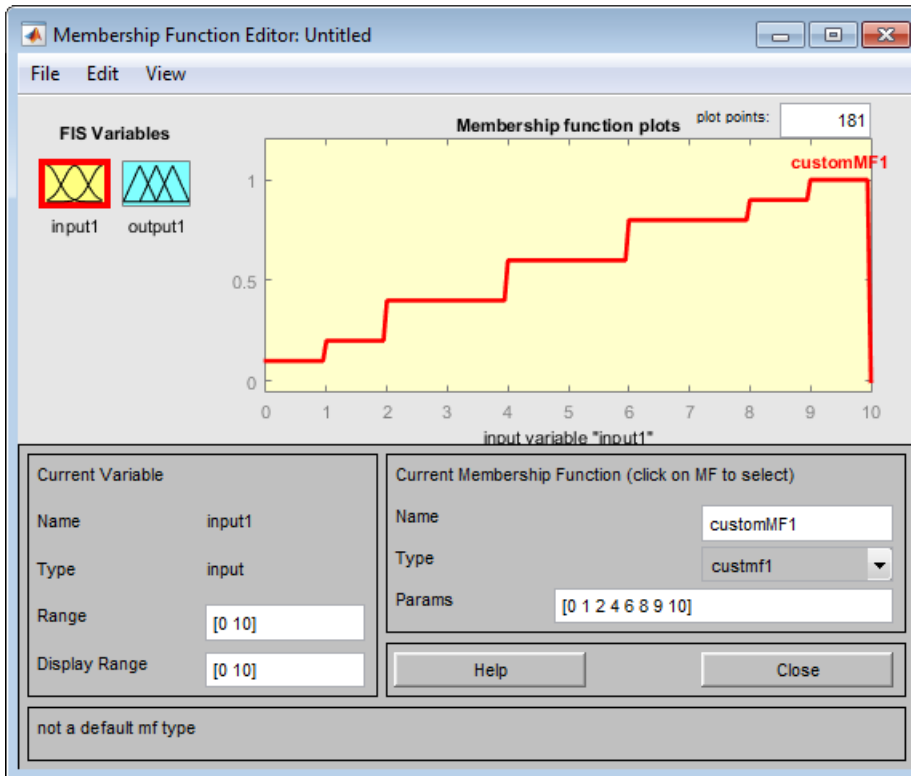 Membership Function Editor: Untitled
File Edit View
FIS Variables
input1 output1
Membership function plots
plot points: 181
customMF1
1
0.5
0
0 1 2 3 4 5 6 7 8 9 10
input variable "input1"
Current Variable
Name input1
Type input
Range [0 10]
Display Range [0 10]
Current Membership Function (click on MF to select)
Name customMF1
Type custmf1
Params [0 1 2 4 6 8 9 10]
Help Close
not a default mf type